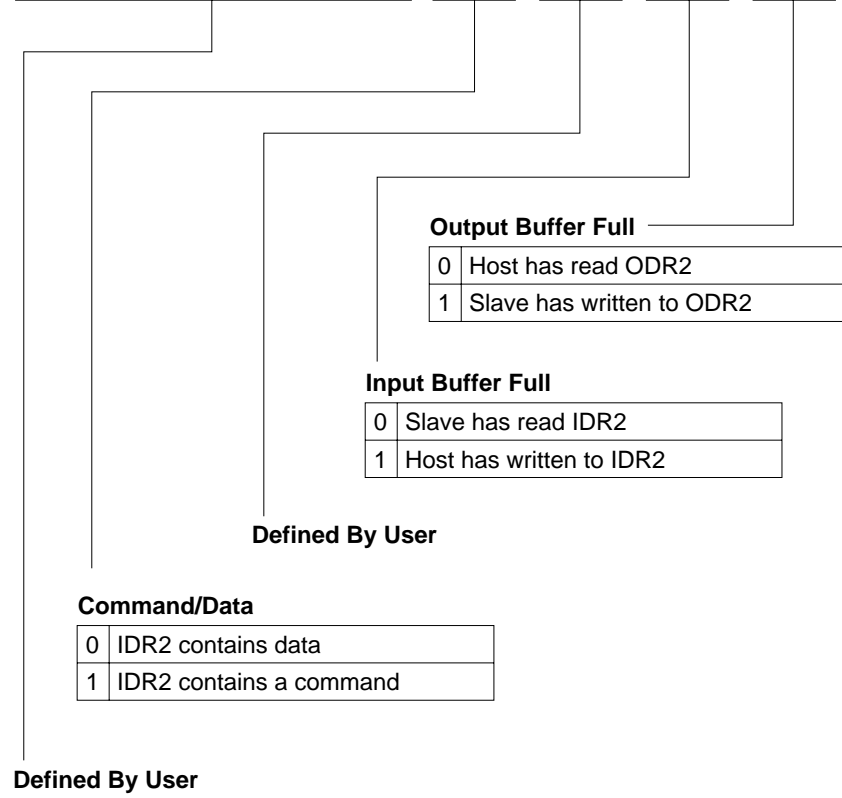 Output Buffer Full
0 Host has read ODR2
1 Slave has written to ODR2
Input Buffer Full
0 Slave has read IDR2
1 Host has written to IDR2
Defined By User
Command/Data
0 IDR2 contains data
1 IDR2 contains a command
Defined By User